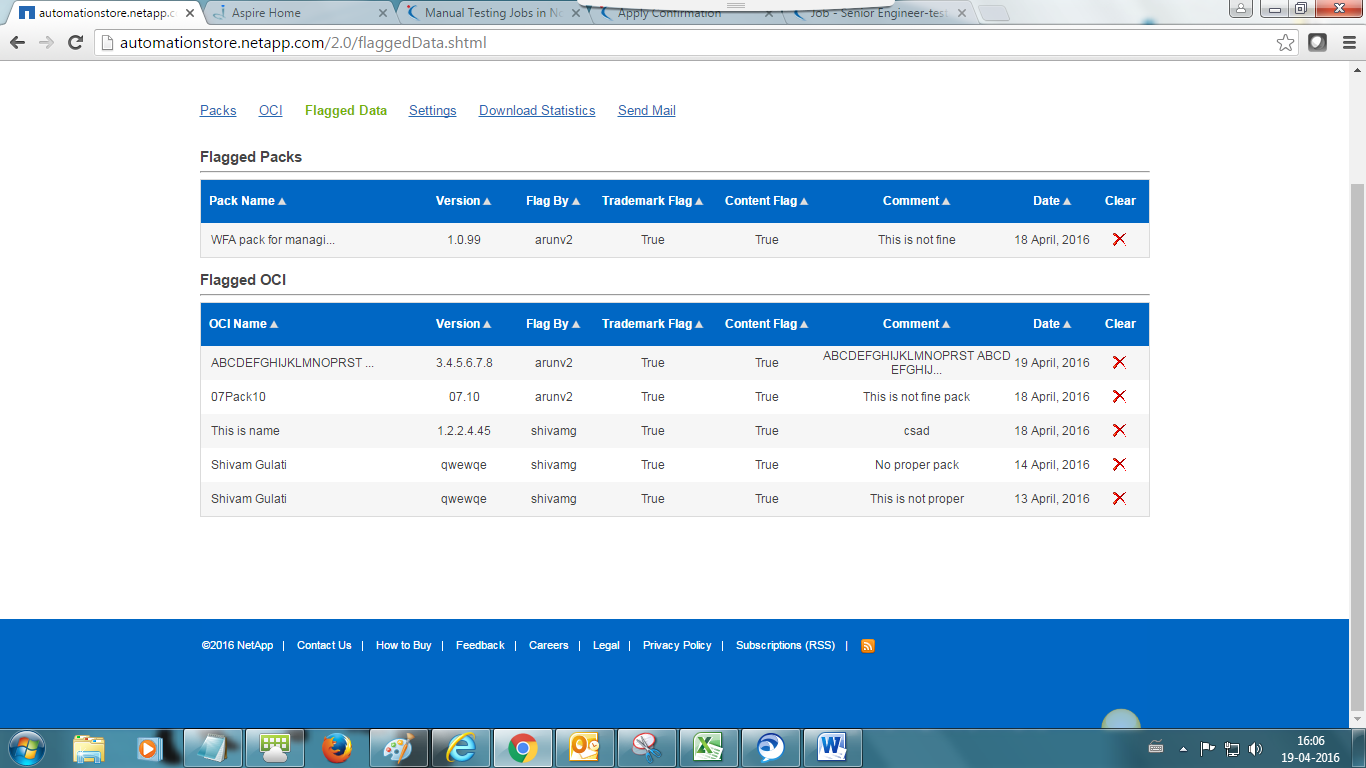 automationstore.netapp.c
Aspire Home
Manual Testing Jobs in No
Apply Confirmation
Job - Senior Engineer-test
automationstore.netapp.com/2.0/flaggedData.shtml
Packs OCI Flagged Data Settings Download Statistics Send Mail
Flagged Packs
Pack Name Version Flag By Trademark Flag Content Flag Comment Date Clear
WFA pack for managi... 1.0.99 arunv2 True True This is not fine 18 April, 2016
Flagged OCI
OCI Name Version Flag By Trademark Flag Content Flag Comment Date Clear
ABCDEFGHIJKLMNOPRST ... 3.4.5.6.7.8 arunv2 True True ABCDEFGHIJKLMNOPRST ABCD 19 April, 2016
EFGHIJ...
07Pack10 07.10 arunv2 True True This is not fine pack 18 April, 2016
This is name 1.2.2.4.45 shivamg True True csad 18 April, 2016
Shivam Gulati qwewqe shivamg True True No proper pack 14 April, 2016
Shivam Gulati qwewqe shivamg True True This is not proper 13 April, 2016
©2016 NetApp | Contact Us | How to Buy | Feedback | Careers | Legal | Privacy Policy | Subscriptions (RSS) |
16:06
19-04-2016